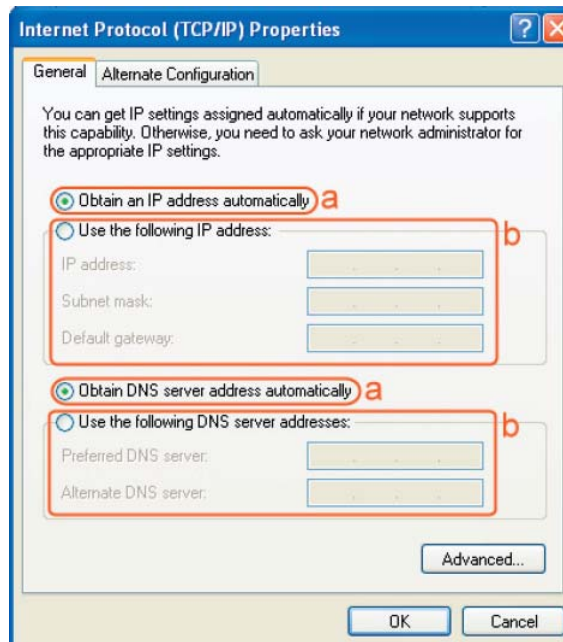 Internet Protocol (TCP/IP) Properties
General
Alternate Configuration
You can get IP settings assigned automatically if your network supports
this capability. Otherwise, you need to ask your network administrator for
the appropriate IP settings.
Obtain an IP address automatically a
Use the following IP address: b
IP address:
Subnet mask:
Default gateway:
Obtain DNS server address automatically a
Use the following DNS server addresses: b
Preferred DNS server:
Alternate DNS server:
Advanced...
OK
Cancel